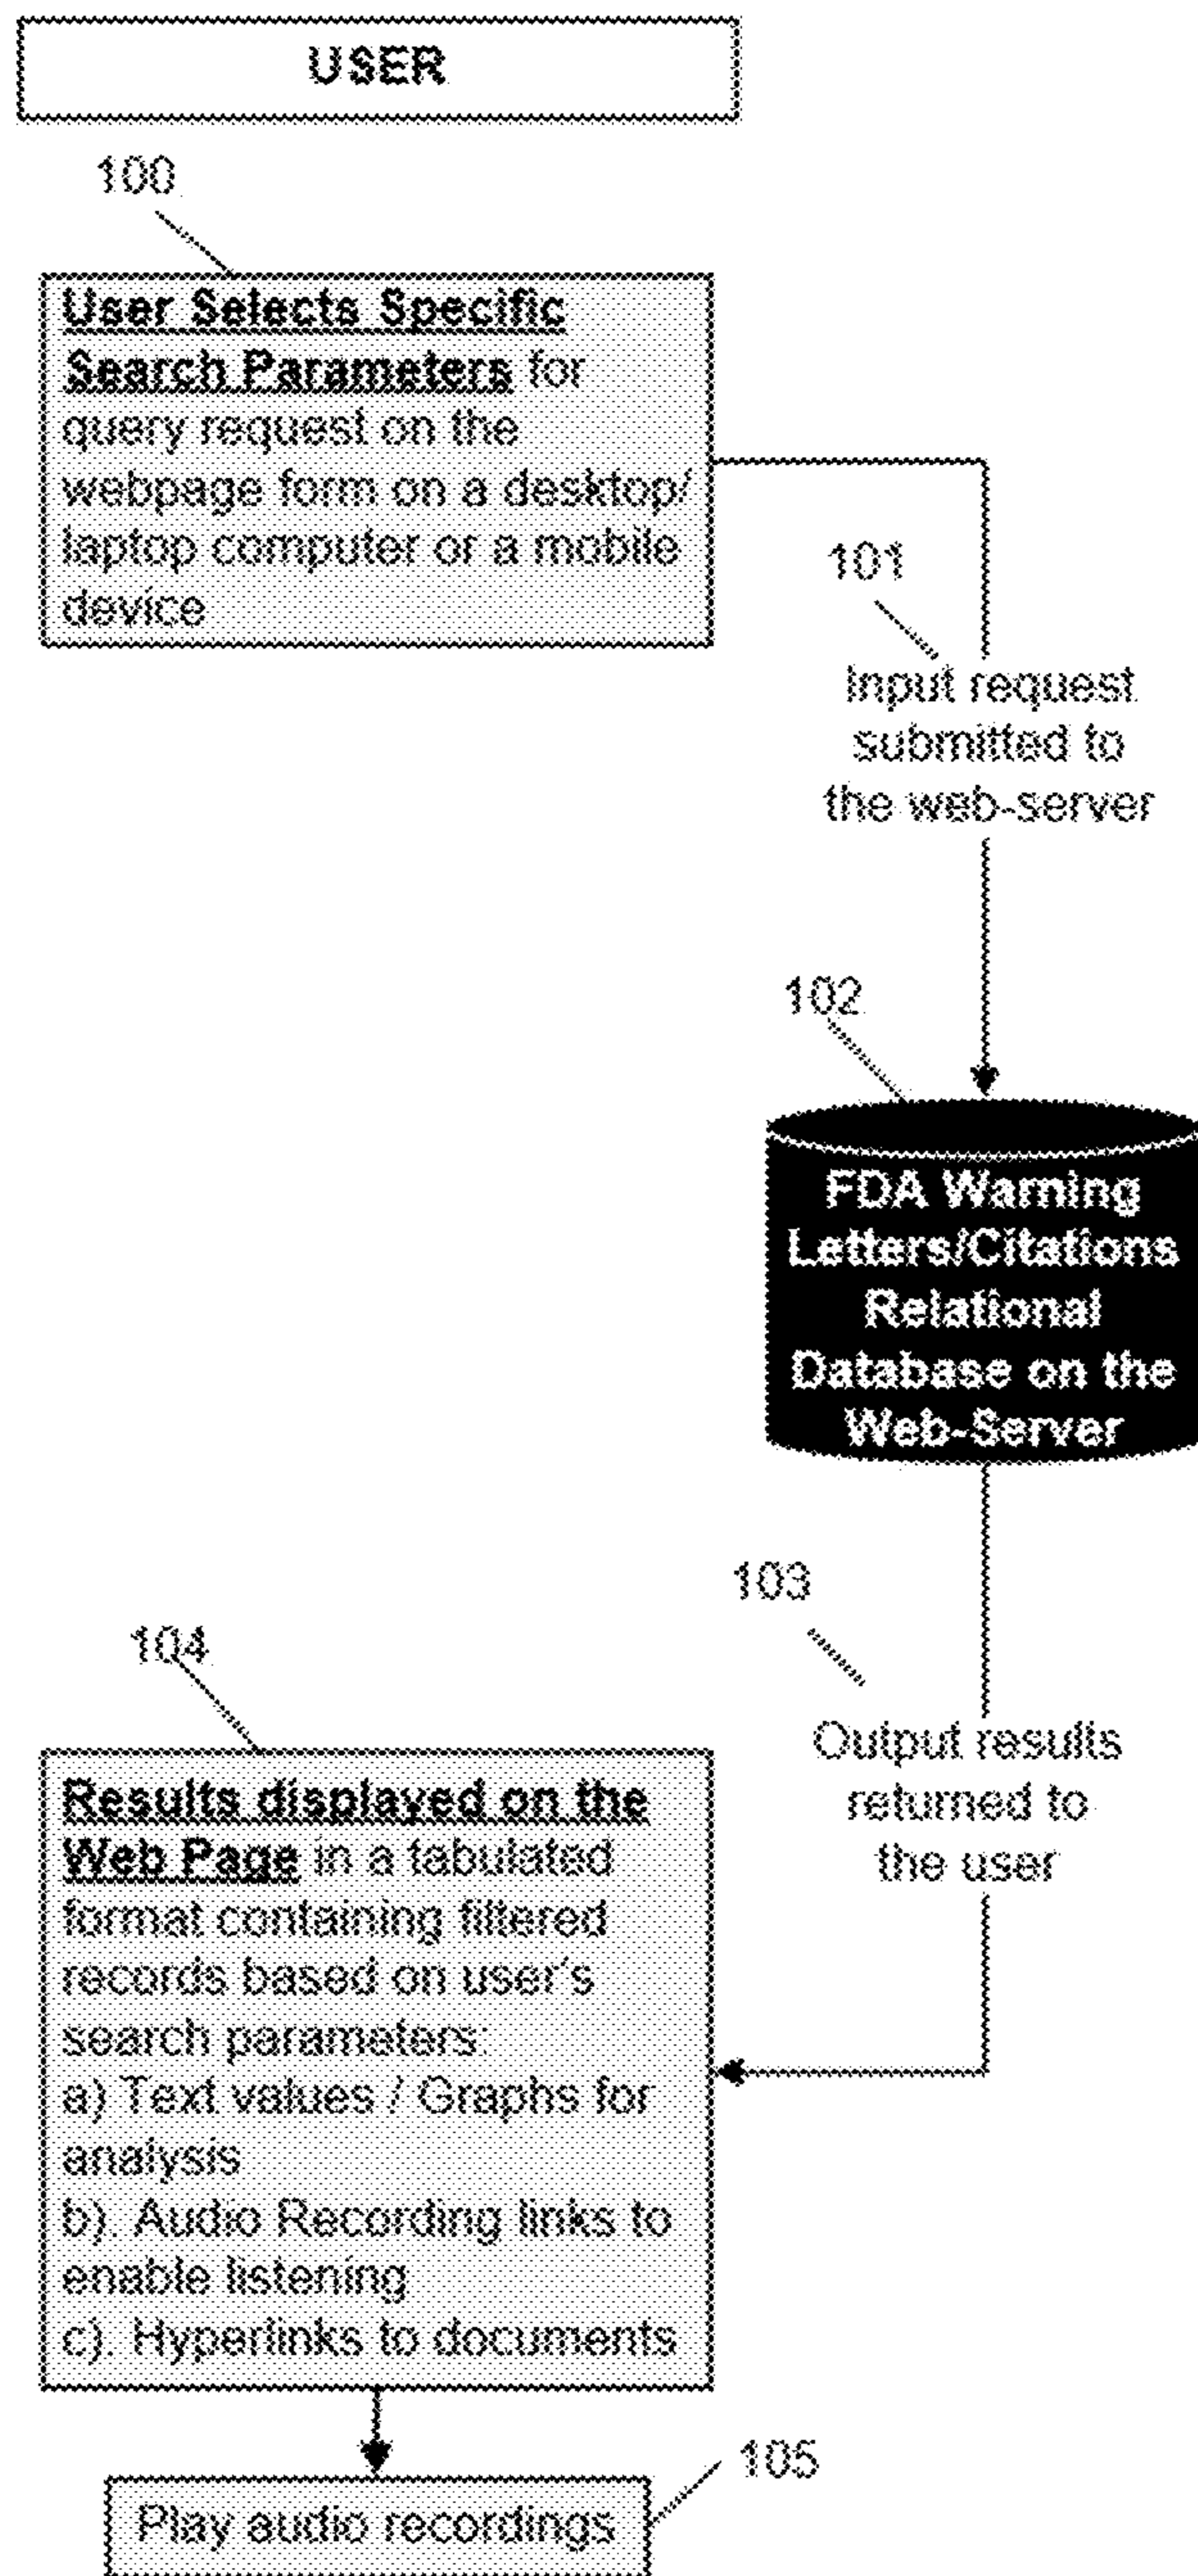 USER
100
User Selects Specific
Search Parameters for
query request on the
webpage form on a desktop/
laptop computer or a mobile
device
101
Input request
submitted to
the web-server
102
FDA Warning
Letters/Citations
Relational
Database on the
Web-Server
103
Output results
returned to
the user
104
Results displayed on the
Web Page in a tabulated
format containing filtered
records based on user's
search parameters:
a) Text values / Graphs for
analysis
b). Audio Recording links to
enable listening
c). Hyperlinks to documents
105
Play audio recordings